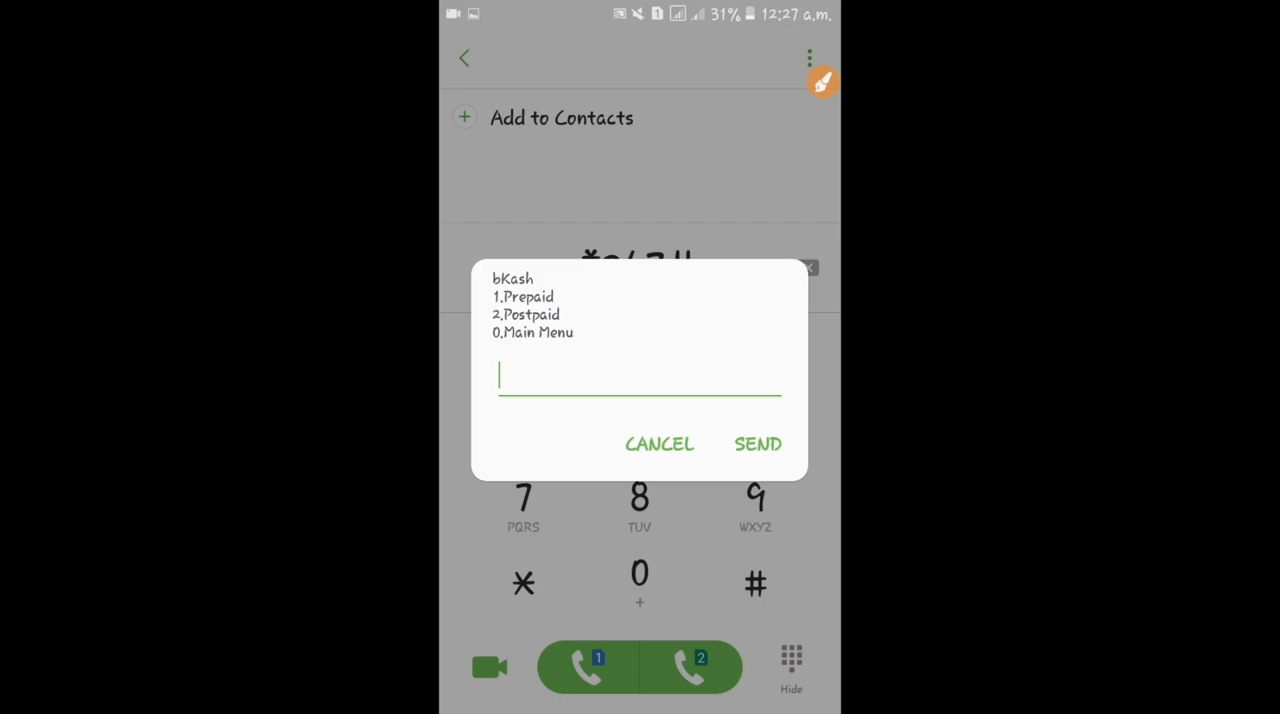 1 31% 12:27 a.m.
Add to Contacts
bKash
1.Prepaid
2.Postpaid
0.Main Menu
CANCEL SEND
7 8 9
PQRS TUV WXYZ
* 0 #
+
1 2
Hide